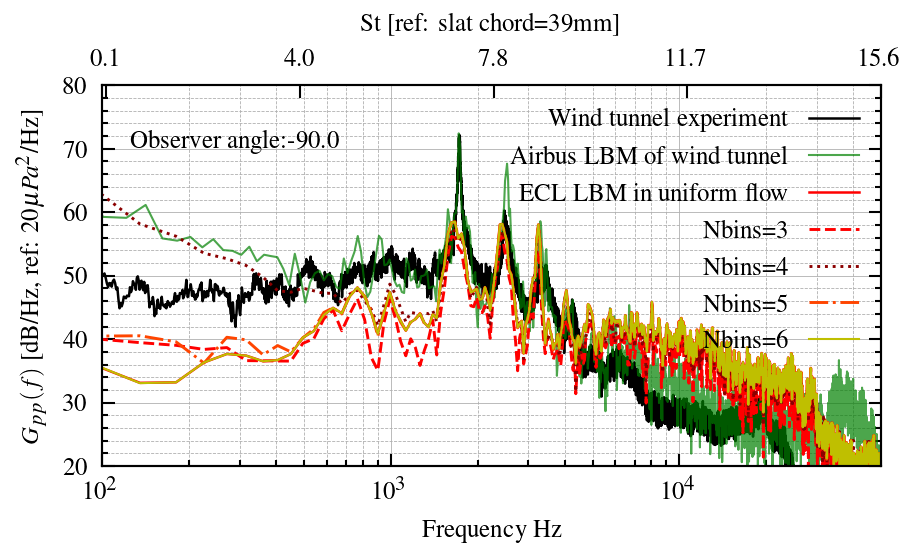 St [ref: slat chord=39mm]
0.1 4.0 7.8 11.7 15.6
80
Wind tunnel experiment
Observer angle:-90.0
70
Airbus LBM of wind tunnel
ECL LBM in uniform flow
60
Nbins=3
Nbins=4
50
Nbins=5
40
Nbins=6
30
20
G_{pp}(f) [dB/Hz, ref: 20μPa²/Hz]
10² 10³ 10⁴
Frequency Hz